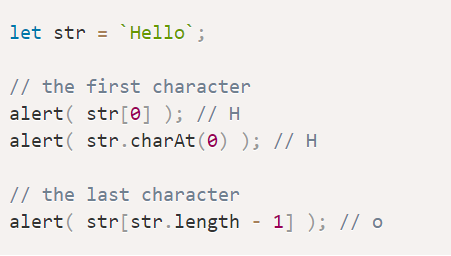 let str = `Hello`;
// the first character
alert( str[0] ); // H
alert( str.charAt(0) ); // H
// the last character
alert( str[str.length - 1] ); // o